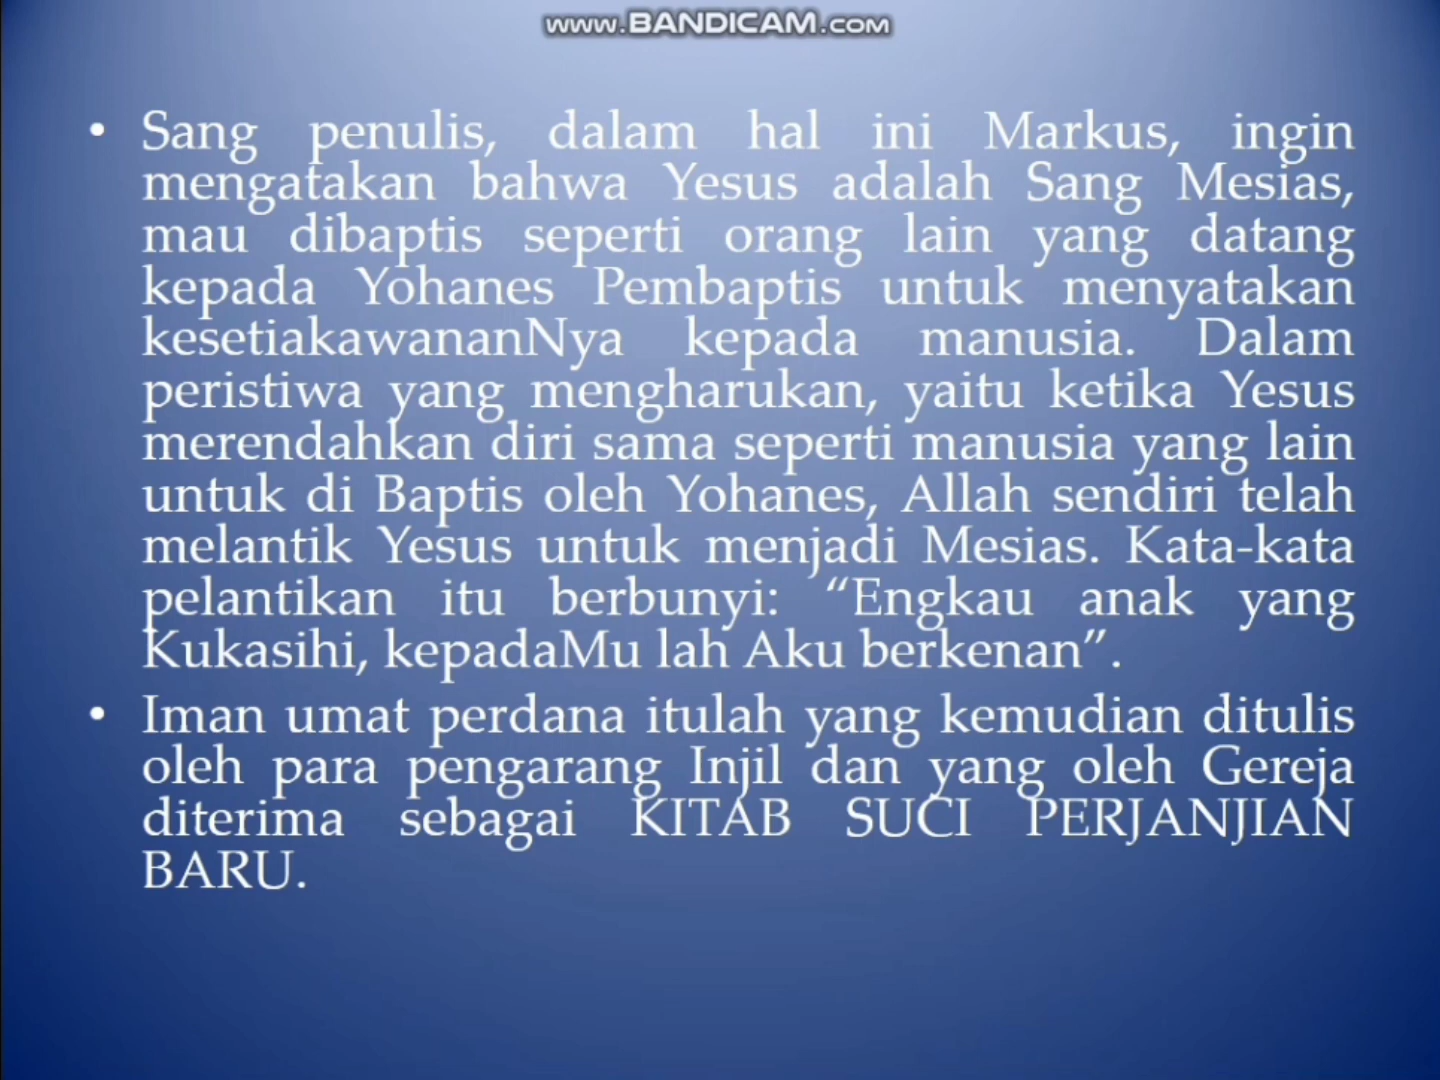 www.BANDICAM.com
• Sang penulis, dalam hal ini Markus, ingin
mengatakan bahwa Yesus adalah Sang Mesias,
mau dibaptis seperti orang lain yang datang
kepada Yohanes Pembaptis untuk menyatakan
kesetiakawananNya kepada manusia. Dalam
peristiwa yang mengharukan, yaitu ketika Yesus
merendahkan diri sama seperti manusia yang lain
untuk di Baptis oleh Yohanes, Allah sendiri telah
melantik Yesus untuk menjadi Mesias. Kata-kata
pelantikan itu berbunyi: “Engkau anak yang
Kukasihi, kepadaMu lah Aku berkenan”.
• Iman umat perdana itulah yang kemudian ditulis
oleh para pengarang Injil dan yang oleh Gereja
diterima sebagai KITAB SUCI PERJANJIAN
BARU.